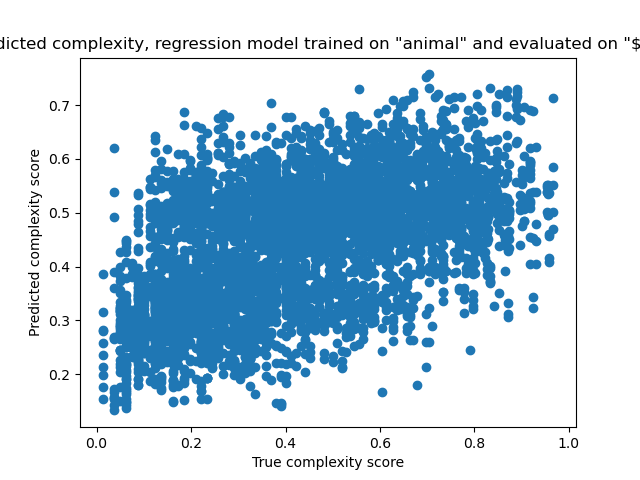 dicted complexity, regression model trained on "animal" and evaluated on "$
0.7
0.6
0.5
0.4
0.3
0.2
Predicted complexity score
0.0 0.2 0.4 0.6 0.8 1.0
True complexity score